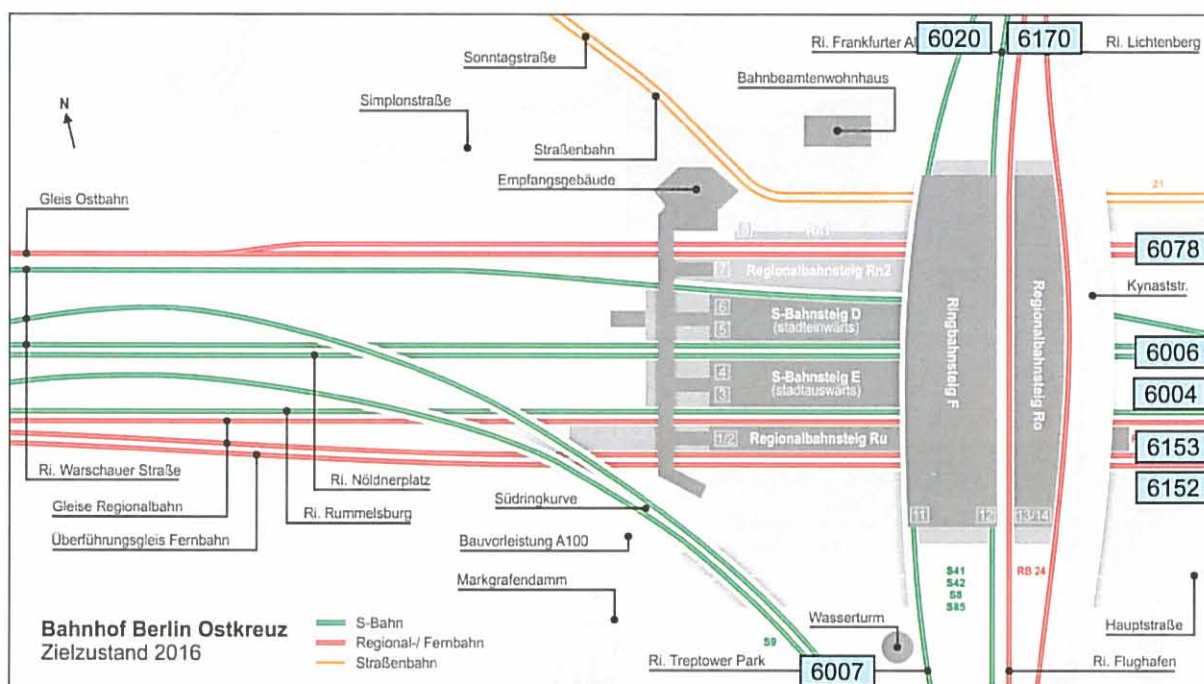 Ri. Frankfurter Al
6020
6170
Ri. Lichtenberg
Sonntagstraße
Bahnbeamtenwohnhaus
N
Simplonstraße
Straßenbahn
Empfangsgebäude
21
Gleis Ostbahn
8
6078
7
Regionalbahnsteig Rn2
Kynaststr.
6
S-Bahnsteig D
5
(stadteinwärts)
6006
4
S-Bahnsteig E
3
(stadtauswärts)
6004
Ringbahnsteig F
Regionalbahnsteig Ro
1/2
Regionalbahnsteig Ru
6153
Ri. Warschauer Straße
Ri. Nöldnerplatz
6152
Gleise Regionalbahn
Südringkurve
Ri. Rummelsburg
11
12
13/14
Überführungsgleis Fernbahn
Bauvorleistung A100
S41
S42
S8
S85
RB 24
Markgrafendamm
Wasserturm
Hauptstraße
Bahnhof Berlin Ostkreuz
Zielzustand 2016
S-Bahn
Regional-/ Fernbahn
Straßenbahn
S9
6007
Ri. Treptower Park
Ri. Flughafen